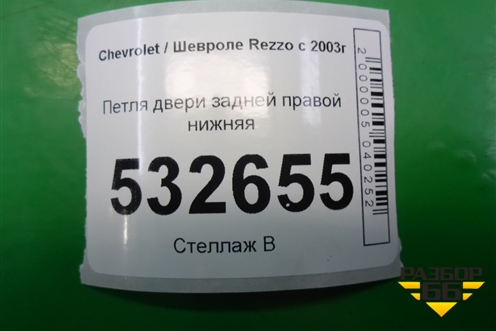 Chevrolet / Шевроле Rezzo с 2003г
Петля двери задней правой
нижняя
532655
Стеллаж В
2000005040252
РАЗБОР
66